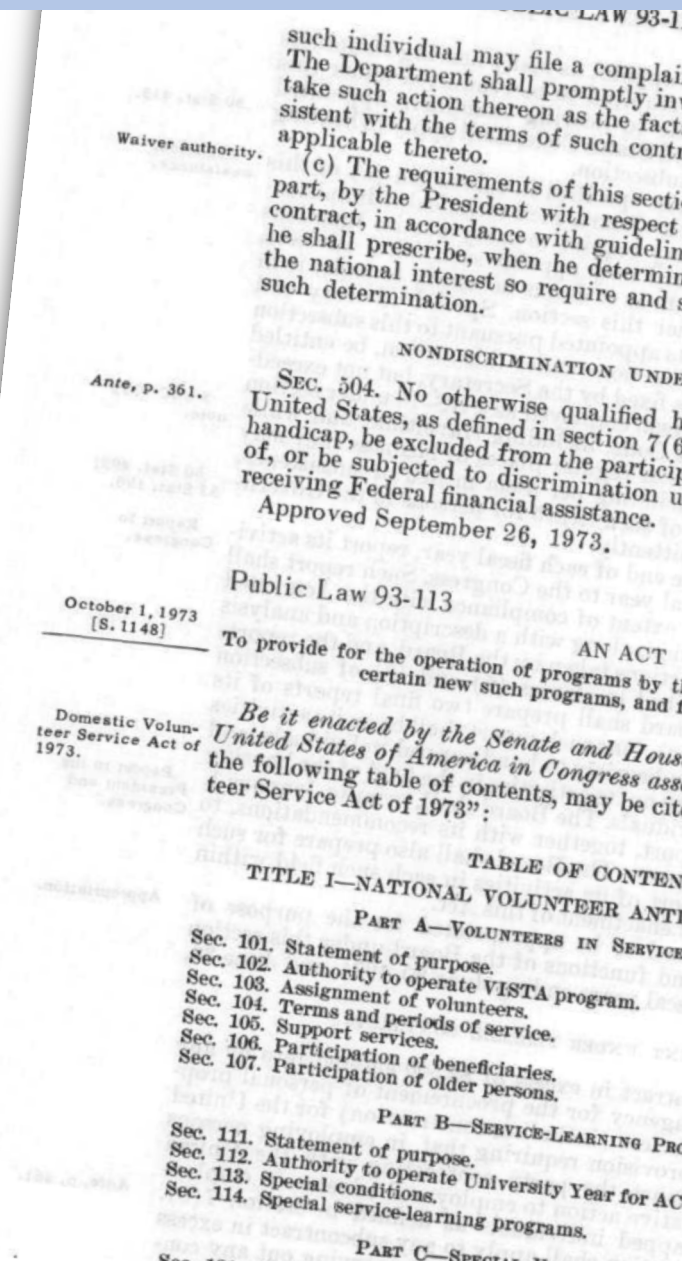 PUBLIC LAW 93-11
such individual may file a complai
The Department shall promptly inv
take such action thereon as the fact
sistent with the terms of such contr
applicable thereto.
Waiver authority.
(c) The requirements of this secti
part, by the President with respect
contract, in accordance with guidelin
he shall prescribe, when he determin
the national interest so require and s
such determination.
NONDISCRIMINATION UNDE
Ante, p. 361.
SEC. 504. No otherwise qualified h
United States, as defined in section 7(6
handicap, be excluded from the particip
of, or be subjected to discrimination u
receiving Federal financial assistance.
Approved September 26, 1973.
Public Law 93-113
October 1, 1973
[S. 1148]
AN ACT
To provide for the operation of programs by th
certain new such programs, and f
Domestic Volun-
teer Service Act of
1973.
Be it enacted by the Senate and Hous
United States of America in Congress asse
the following table of contents, may be cite
teer Service Act of 1973”:
TABLE OF CONTEN
TITLE I—NATIONAL VOLUNTEER ANTI
PART A—VOLUNTEERS IN SERVICE
Sec. 101. Statement of purpose.
Sec. 102. Authority to operate VISTA program.
Sec. 103. Assignment of volunteers.
Sec. 104. Terms and periods of service.
Sec. 105. Support services.
Sec. 106. Participation of beneficiaries.
Sec. 107. Participation of older persons.
PART B—SERVICE-LEARNING PRO
Sec. 111. Statement of purpose.
Sec. 112. Authority to operate University Year for AC
Sec. 113. Special conditions.
Sec. 114. Special service-learning programs.
PART C—SPECIAL